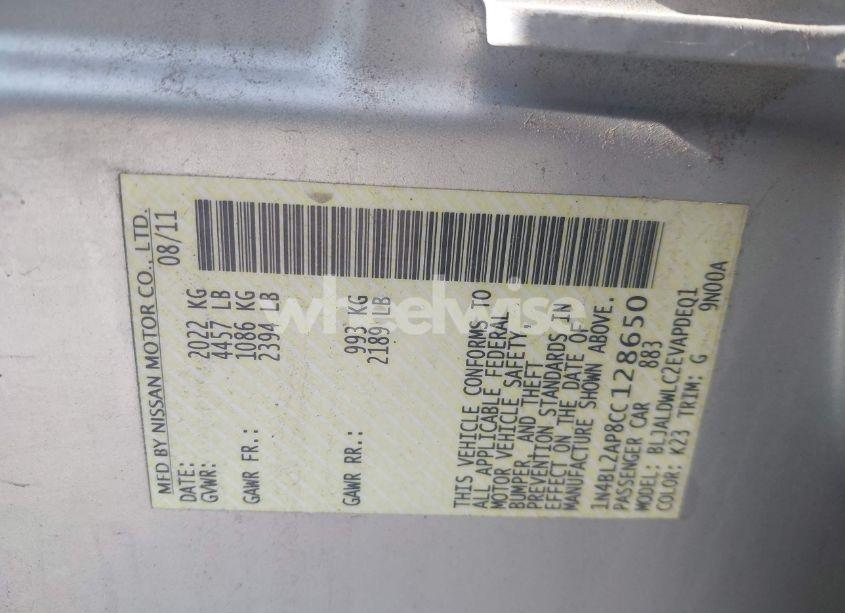 MFD BY NISSAN MOTOR CO., LTD.
DATE: 08/11
GVWR: 2022 KG
4457 LB
GAWR FR.: 1086 KG
2394 LB
GAWR RR.: 993 KG
2189 LB
THIS VEHICLE CONFORMS TO
ALL APPLICABLE FEDERAL
MOTOR VEHICLE SAFETY,
BUMPER, AND THEFT
PREVENTION STANDARDS IN
EFFECT ON THE DATE OF
MANUFACTURE SHOWN ABOVE.
1N4BL2AP8CC128650
PASSENGER CAR 883
MODEL: BLJALDWLC2EVAPDEQ1
COLOR: K23 TRIM: G 9N00A
wheelwise